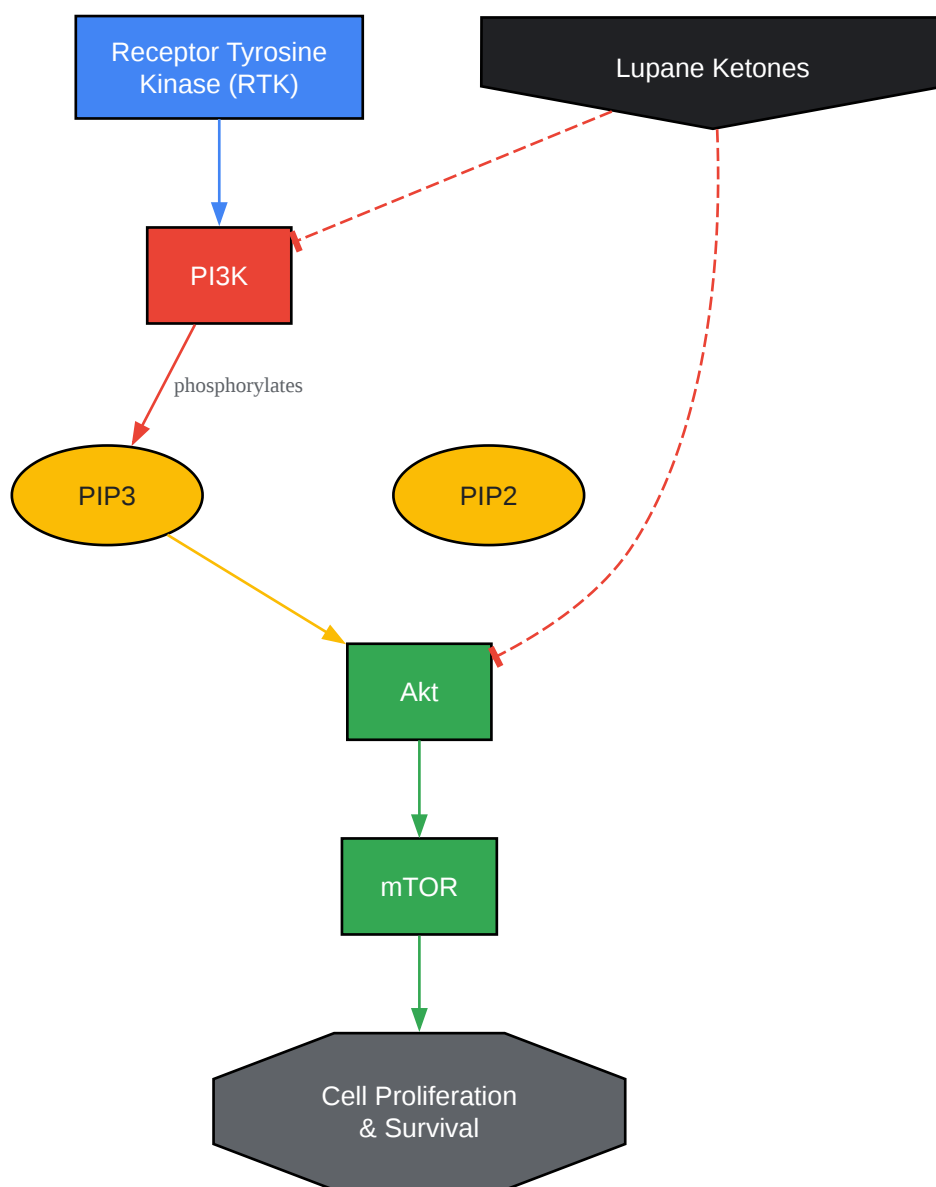 Receptor Tyrosine
Kinase (RTK)
Lupane Ketones
PI3K
phosphorylates
PIP3
PIP2
Akt
mTOR
Cell Proliferation
& Survival